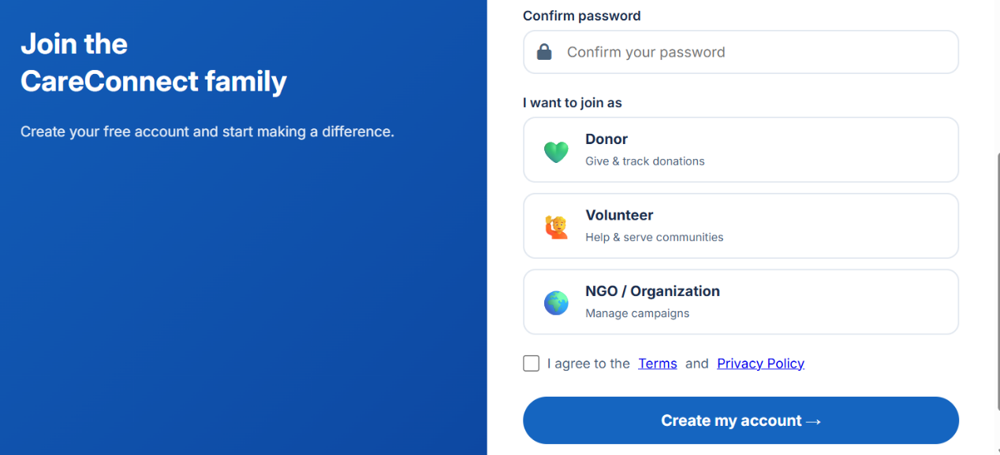 Join the
CareConnect family
Create your free account and start making a difference.
Confirm password
Confirm your password
I want to join as
Donor
Give & track donations
Volunteer
Help & serve communities
NGO / Organization
Manage campaigns
I agree to the Terms and Privacy Policy
Create my account →